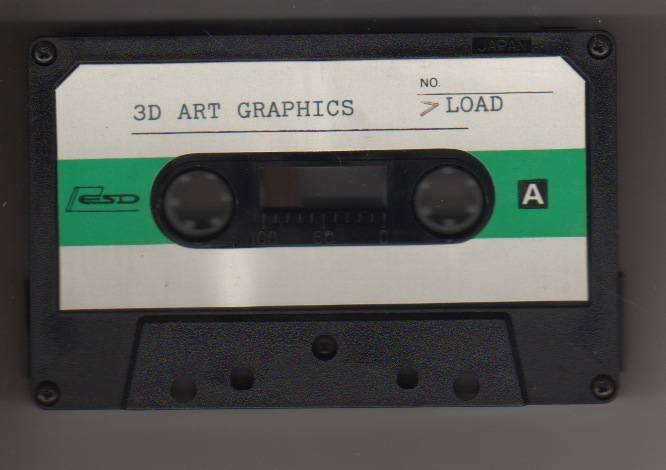 JAPAN
NO.
3D ART GRAPHICS
> LOAD
ESD
A
100 50 0